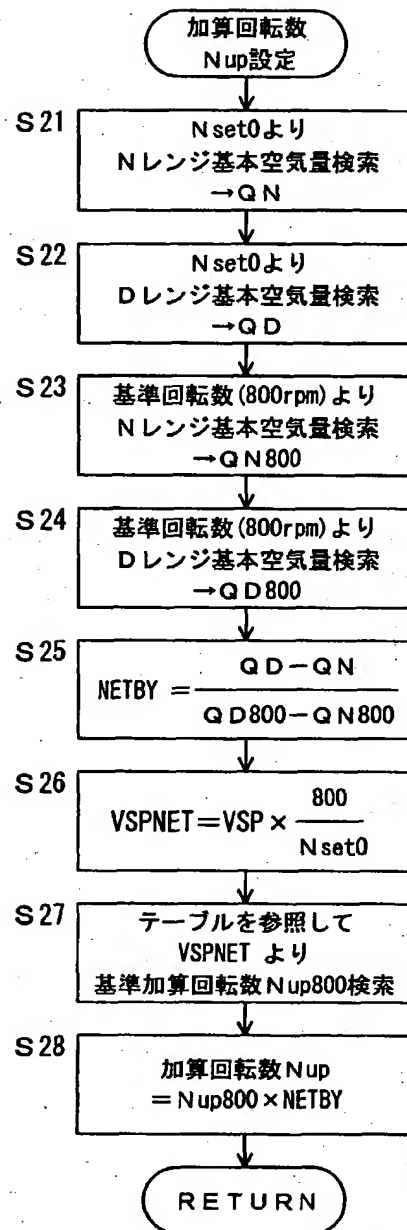 加算回転数
Nup設定
S21
Nset0より
Nレンジ基本空気量検索
→QN
S22
Nset0より
Dレンジ基本空気量検索
→QD
S23
基準回転数(800rpm)より
Nレンジ基本空気量検索
→QN800
S24
基準回転数(800rpm)より
Dレンジ基本空気量検索
→QD800
S25
QD－QN
NETBY＝
QD800－QN800
S26
800
VSPNET＝VSP×
Nset0
S27
テーブルを参照して
VSPNET より
基準加算回転数Nup800検索
S28
加算回転数Nup
＝Nup800×NETBY
RETURN